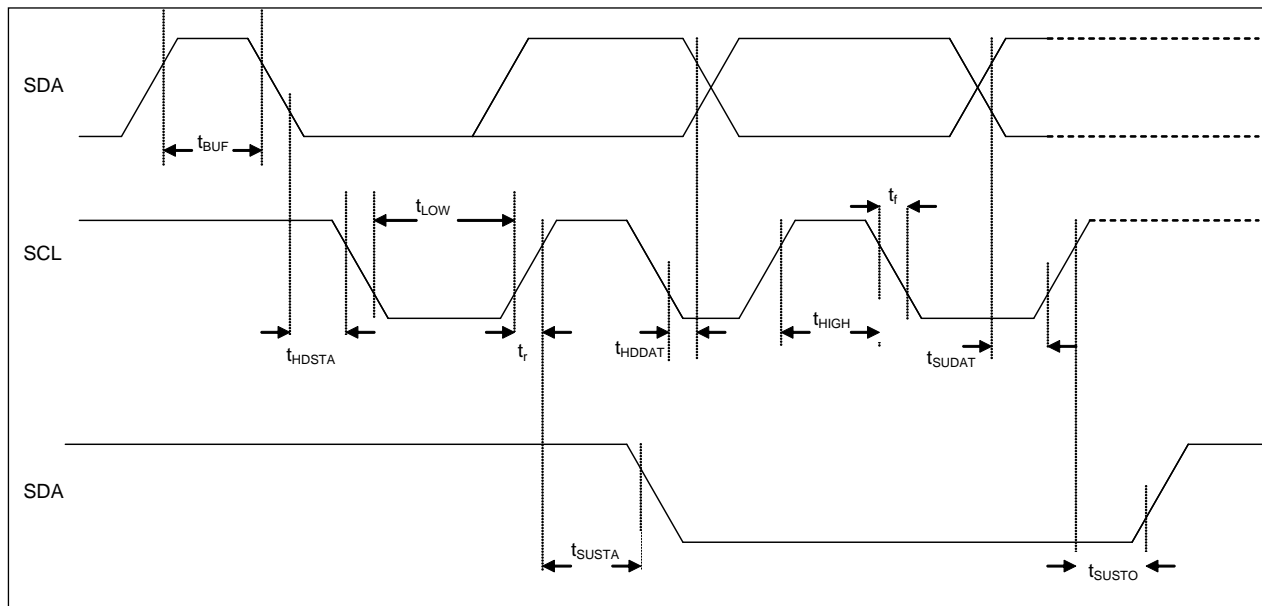 SDA
tBUF
tLOW
tf
SCL
tHDSTA
tr
tHDDAT
tHIGH
tSUDAT
SDA
tSUSTA
tSUSTO